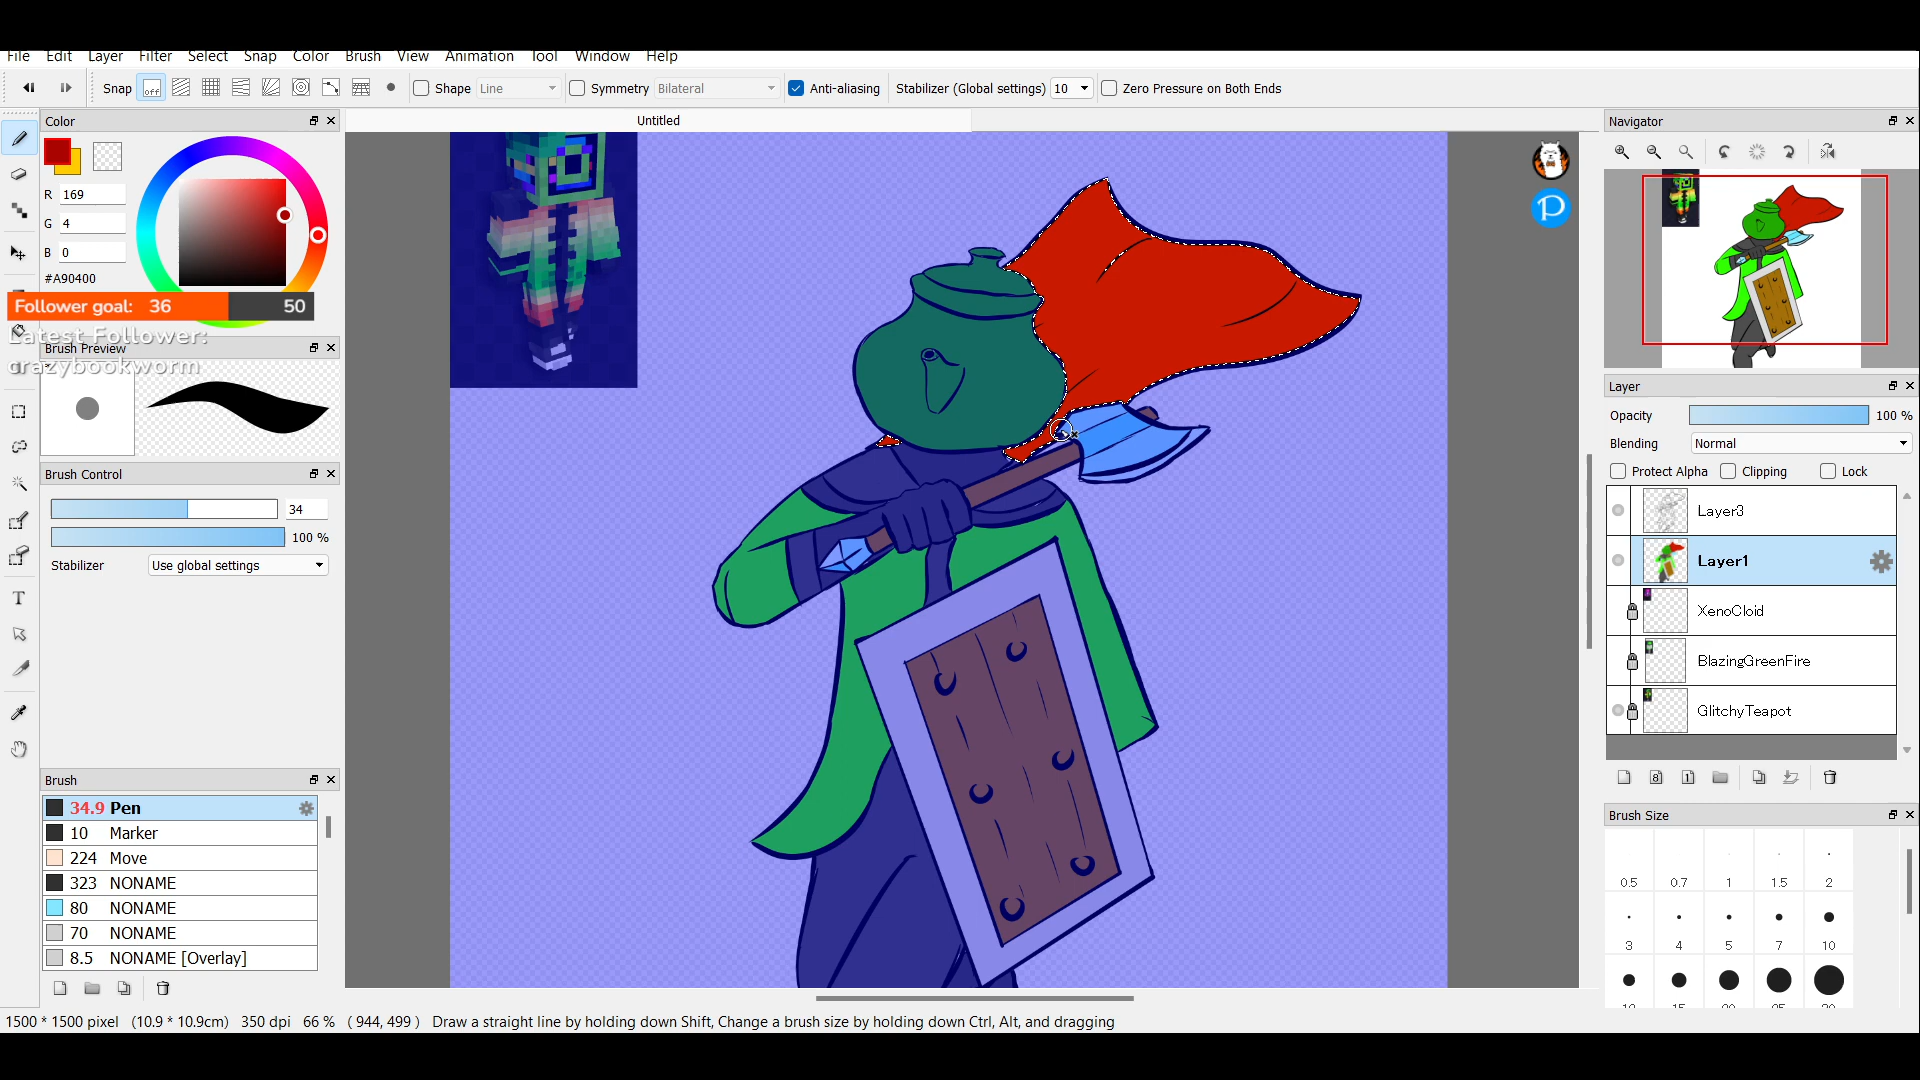 File Edit Layer Filter Select Snap Color Brush View Animation Tool Window Help
Snap off Shape Line Symmetry Bilateral Anti-aliasing Stabilizer (Global settings) 10 Zero Pressure on Both Ends
Color
Untitled
Navigator
R 169
G 4
B 0
#A90400
Follower goal: 36 50
Latest Follower:
crazybookworm
Brush Preview
Brush Control
34
100 %
Stabilizer Use global settings
Brush
34.9 Pen
10 Marker
224 Move
323 NONAME
80 NONAME
70 NONAME
8.5 NONAME [Overlay]
Layer
Opacity 100 %
Blending Normal
Protect Alpha Clipping Lock
Layer3
Layer1
XenoCloid
BlazingGreenFire
GlitchyTeapot
8 1
Brush Size
0.5 0.7 1 1.5 2
3 4 5 7 10
T
P
1500 * 1500 pixel (10.9 * 10.9cm) 350 dpi 66 % ( 944, 499 ) Draw a straight line by holding down Shift, Change a brush size by holding down Ctrl, Alt, and dragging